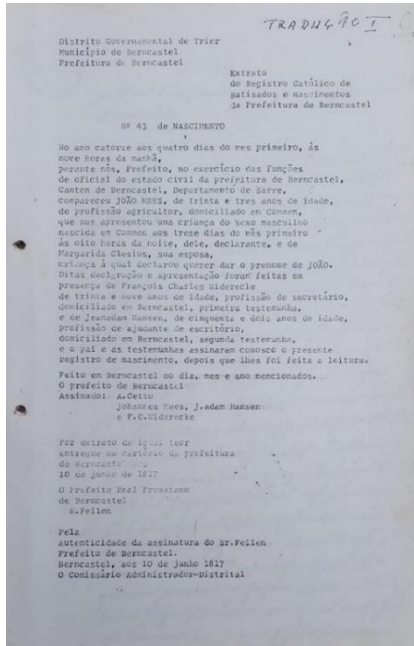 TRADUÇÃO I
Distrito Governamental de Trier
Município de Berncastel
Prefeitura de Berncastel
Extrato
do Registro Católico de
Batisados e nascimentos
da Prefeitura de Berncastel
Nº 43 de NASCIMENTO
No ano catorze aos quatro dias do mes primeiro, ás
nove horas da manhã,
perante nós, Prefeito, no exercício das funções
de oficial do estado civil da prefeitura de Berncastel,
Canton de Berncastel, Departamento de Sarre,
compareceu JOÃO MEES, de trinta e tres anos de idade,
de profissão agricultor, domiciliado em Commen,
que nos apresentou uma criança do sexo masculino
nascida em Commen aos treze dias do mês primeiro
ás oito horas da noite, dele, declarante, e de
Margarida Clesius, sua esposa,
criança à qual declarou querer dar o prenome de JOÃO.
Ditas declaração e apresentação foram feitas em
presença de François Charles Riderecke
de trinta e nove anos de idade, profissão de secretário,
domiciliado em Berncastel, primeira testemunha,
e de Jeanadam Hansen, de cinquenta e dois anos de idade,
profissão de ajudante de escritório,
domiciliado em Berncastel, segunda testemunha,
e o pai e as testemunhas assinaram conosco o presente
registro de nascimento, depois que lhes foi feita a leitura.
Feito em Berncastel no dia, mes e ano mencionados.
O prefeito de Berncastel
Assinado: A.Cetto
Johannes Mees, J.adam Hansen
e F.C.Riderecke
Por extrato de igual teor
entregue no cartório da prefeitura
de Berncastel
10 de junho de 1817
O Prefeito Real Prussiano
de Berncastel
Feilen
Pela
autenticidade da assinatura do Sr.Feilen
Prefeito de Berncastel.
Berncastel, aos 10 de junho 1817
O Comissário Administrador-Distrital